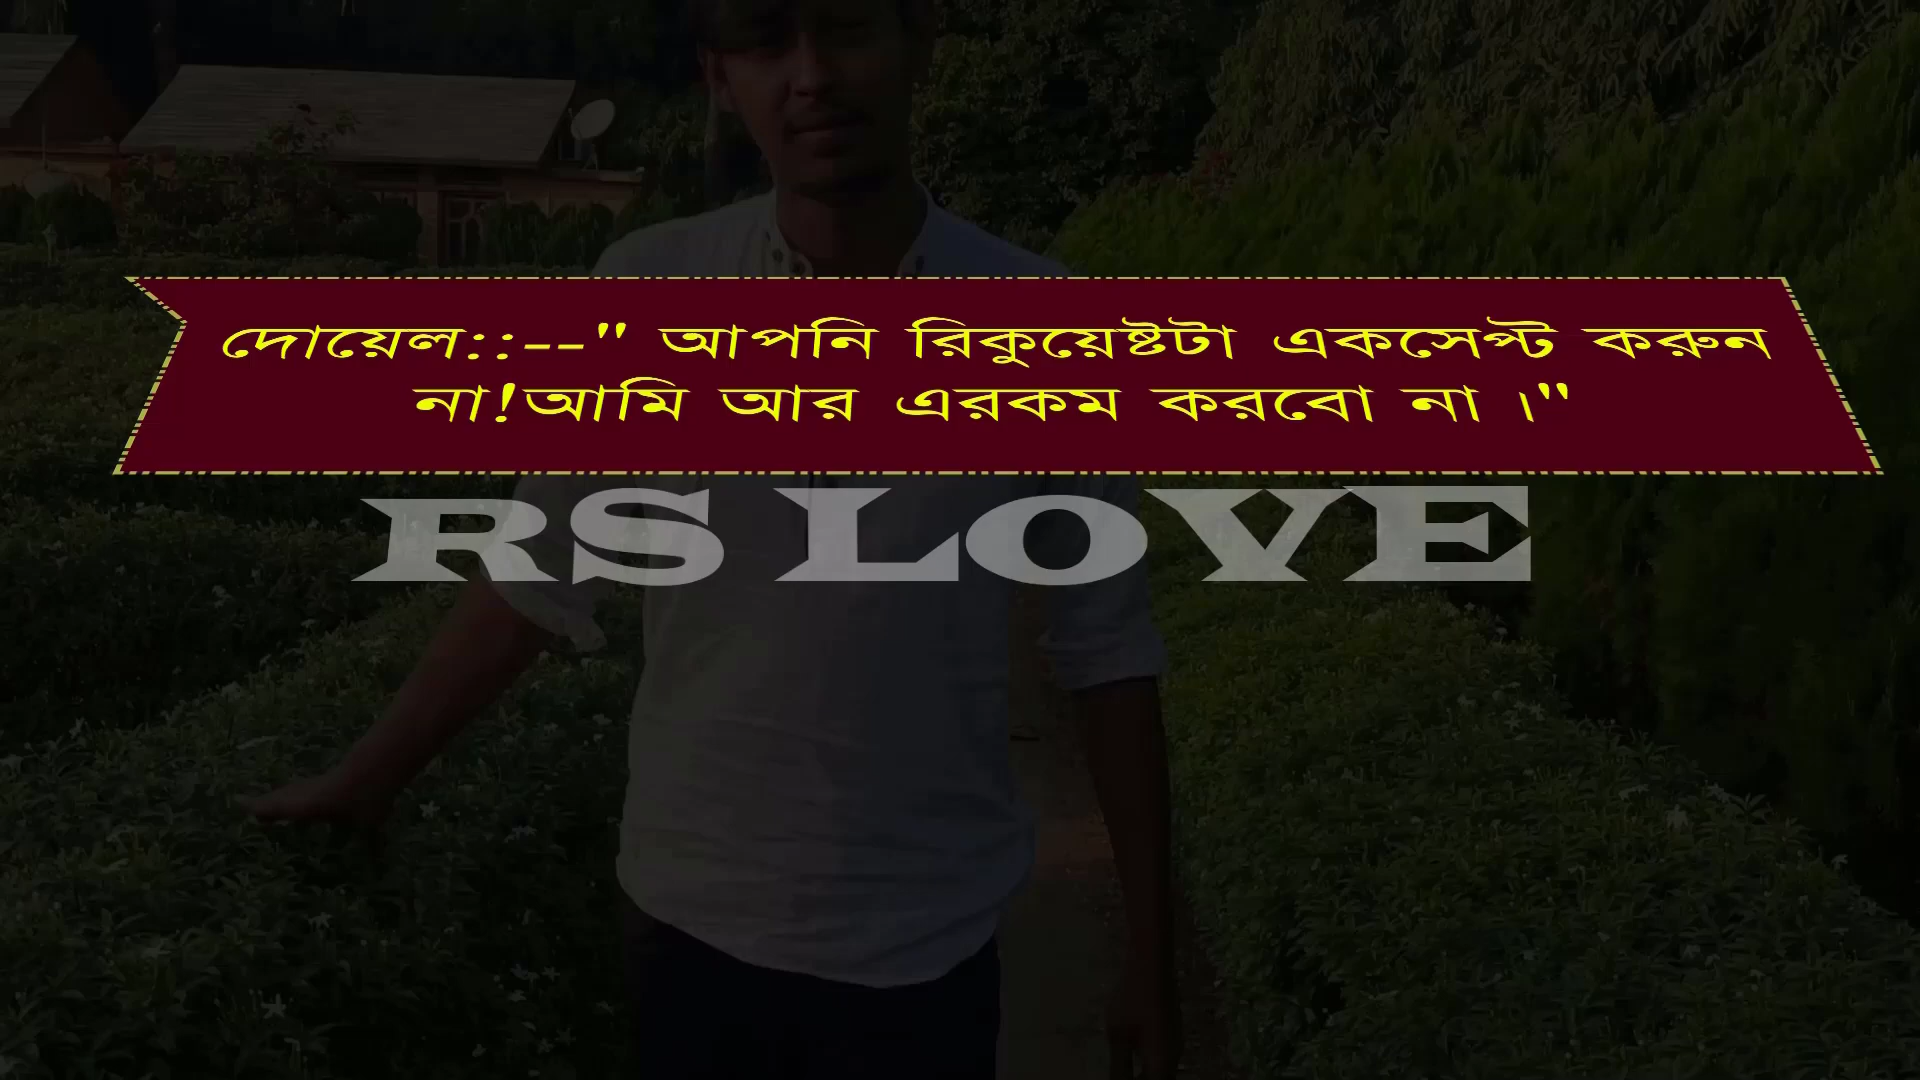 দোয়েল::--" আপনি রিকুয়েষ্টটা একসেপ্ট করুন
না!আমি আর এরকম করবো না।"
RS LOVE